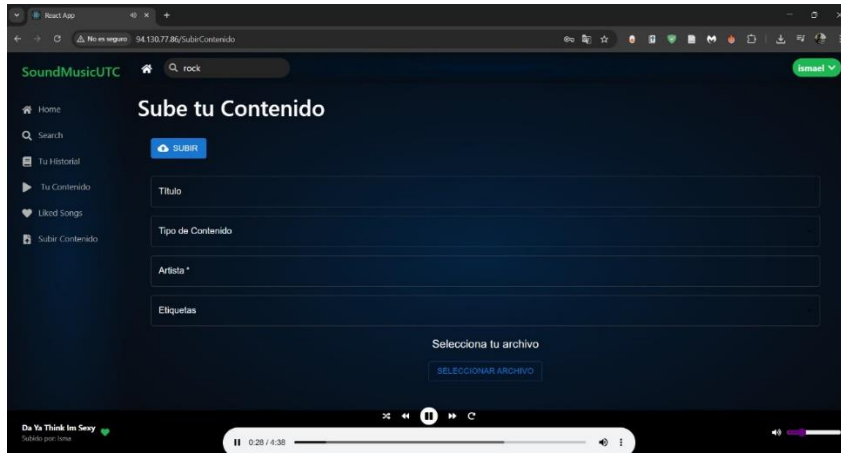 React App
No es seguro 94.130.77.86/SubirContenido
SoundMusicUTC
rock
ismael
Home
Search
Tu Historial
Tu Contenido
Liked Songs
Subir Contenido
Sube tu Contenido
SUBIR
Título
Tipo de Contenido
Artista *
Etiquetas
Selecciona tu archivo
SELECCIONAR ARCHIVO
Da Ya Think Im Sexy
Subido por: Isma
0:28 / 4:38